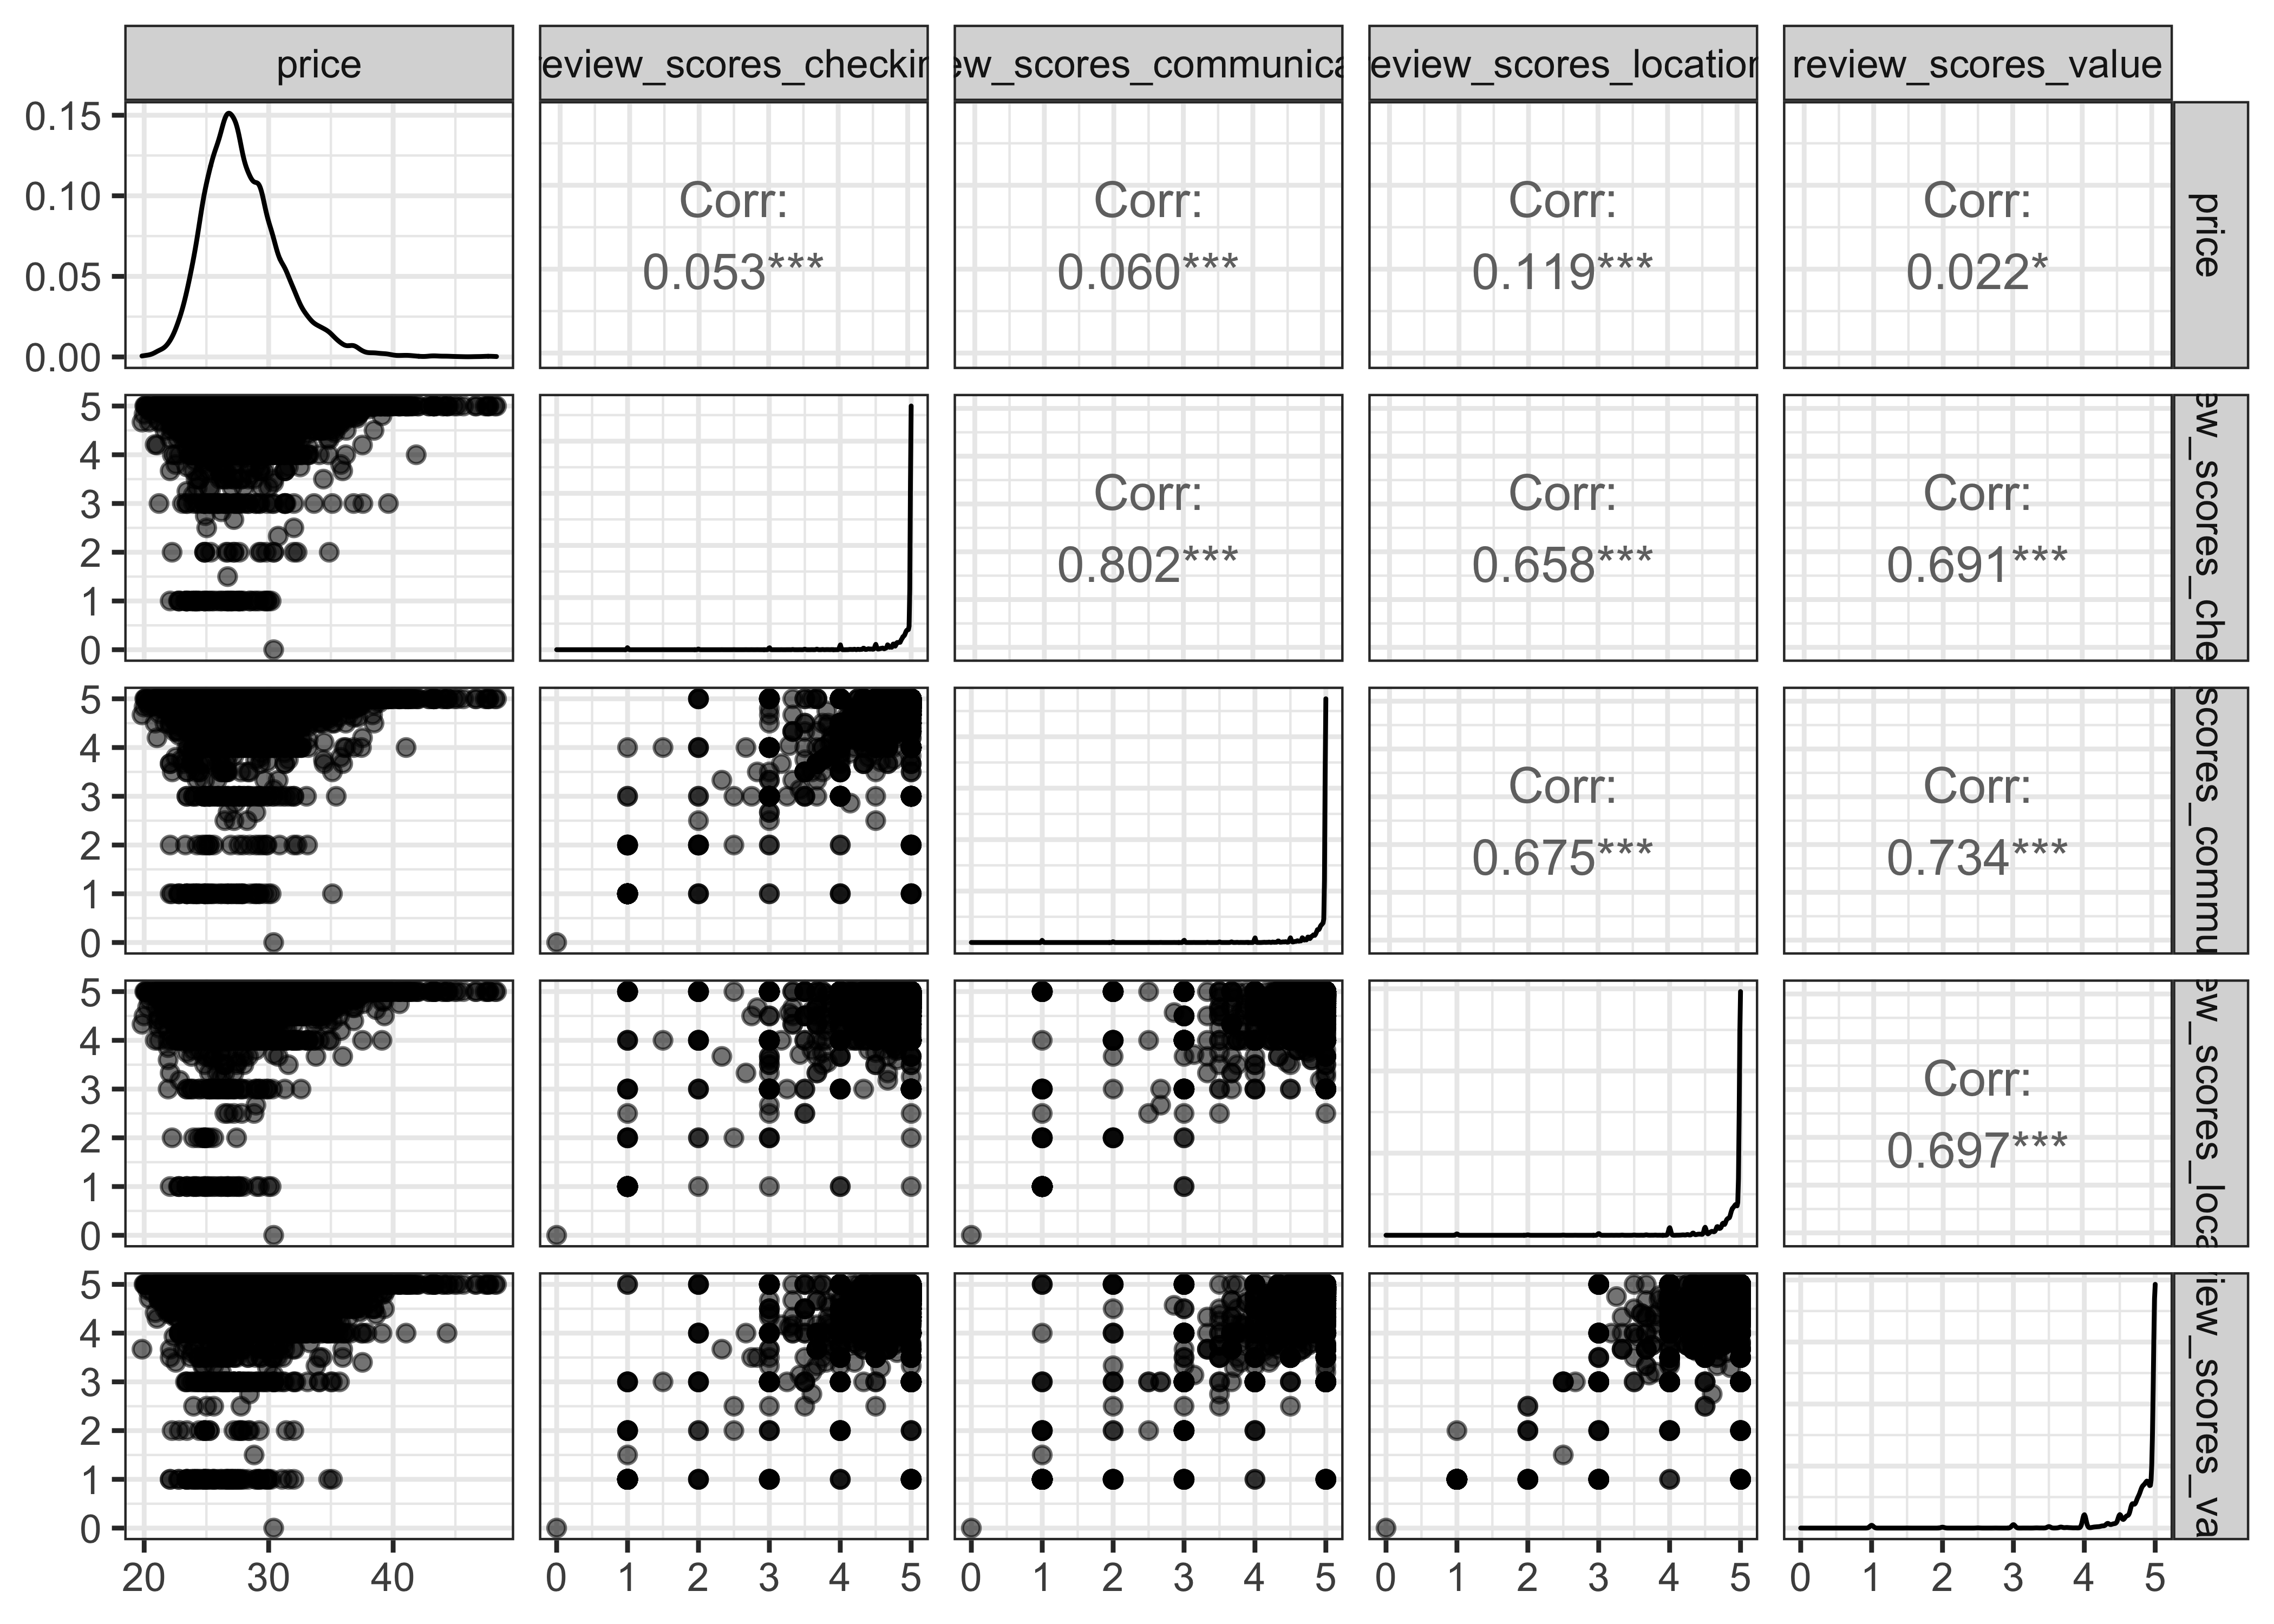 price
eview_scores_checkin
ew_scores_communica
eview_scores_location
review_scores_value
0.15
0.10
0.05
0.00
Corr:
0.053***
Corr:
0.060***
Corr:
0.119***
Corr:
0.022*
price
5
4
3
2
1
0
Corr:
0.802***
Corr:
0.658***
Corr:
0.691***
ew_scores_che
5
4
3
2
1
0
Corr:
0.675***
Corr:
0.734***
scores_commu
5
4
3
2
1
0
Corr:
0.697***
ew_scores_loca
5
4
3
2
1
0
view_scores_va
20 30 40
0 1 2 3 4 5
0 1 2 3 4 5
0 1 2 3 4 5
0 1 2 3 4 5